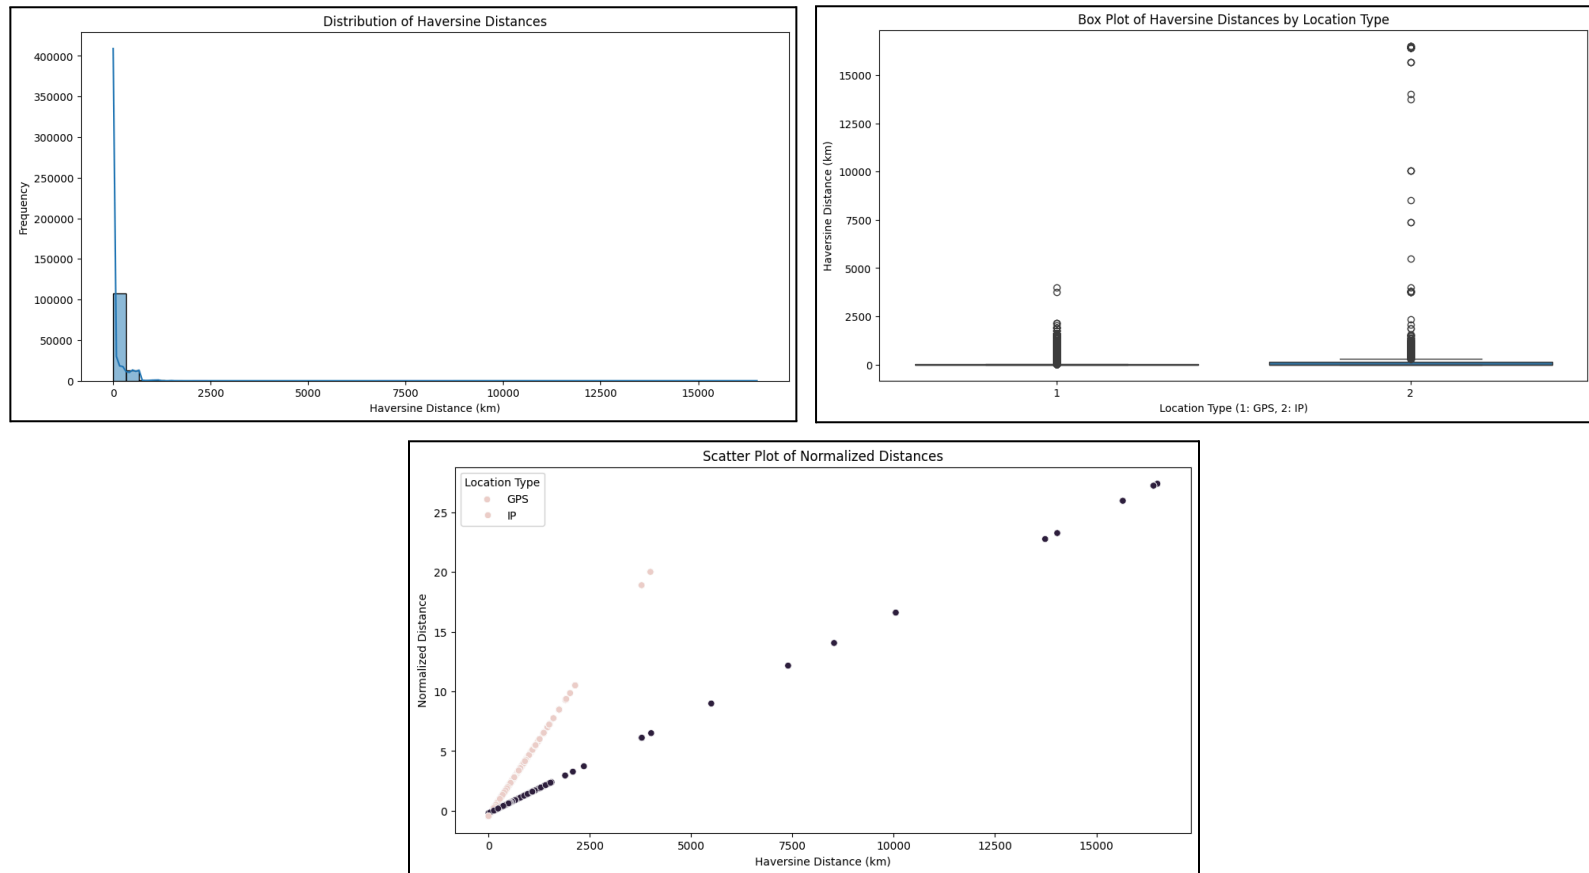 Distribution of Haversine Distances
400000
350000
300000
250000
200000
150000
100000
50000
0
Frequency
0 2500 5000 7500 10000 12500 15000
Haversine Distance (km)
Box Plot of Haversine Distances by Location Type
15000
12500
10000
7500
5000
2500
0
Haversine Distance (km)
1 2
Location Type (1: GPS, 2: IP)
Scatter Plot of Normalized Distances
Location Type
GPS
IP
25
20
15
10
5
0
Normalized Distance
0 2500 5000 7500 10000 12500 15000
Haversine Distance (km)